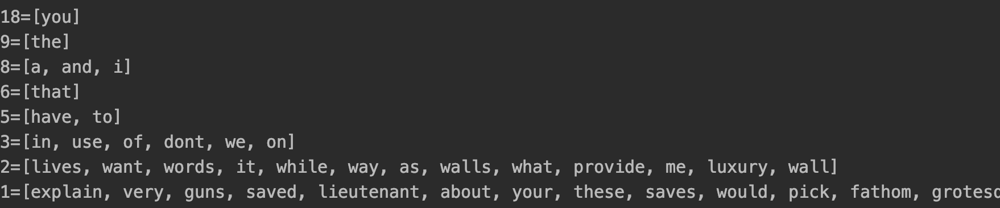 18=[you]
9=[the]
8=[a, and, i]
6=[that]
5=[have, to]
3=[in, use, of, dont, we, on]
2=[lives, want, words, it, while, way, as, walls, what, provide, me, luxury, wall]
1=[explain, very, guns, saved, lieutenant, about, your, these, saves, would, pick, fathom,